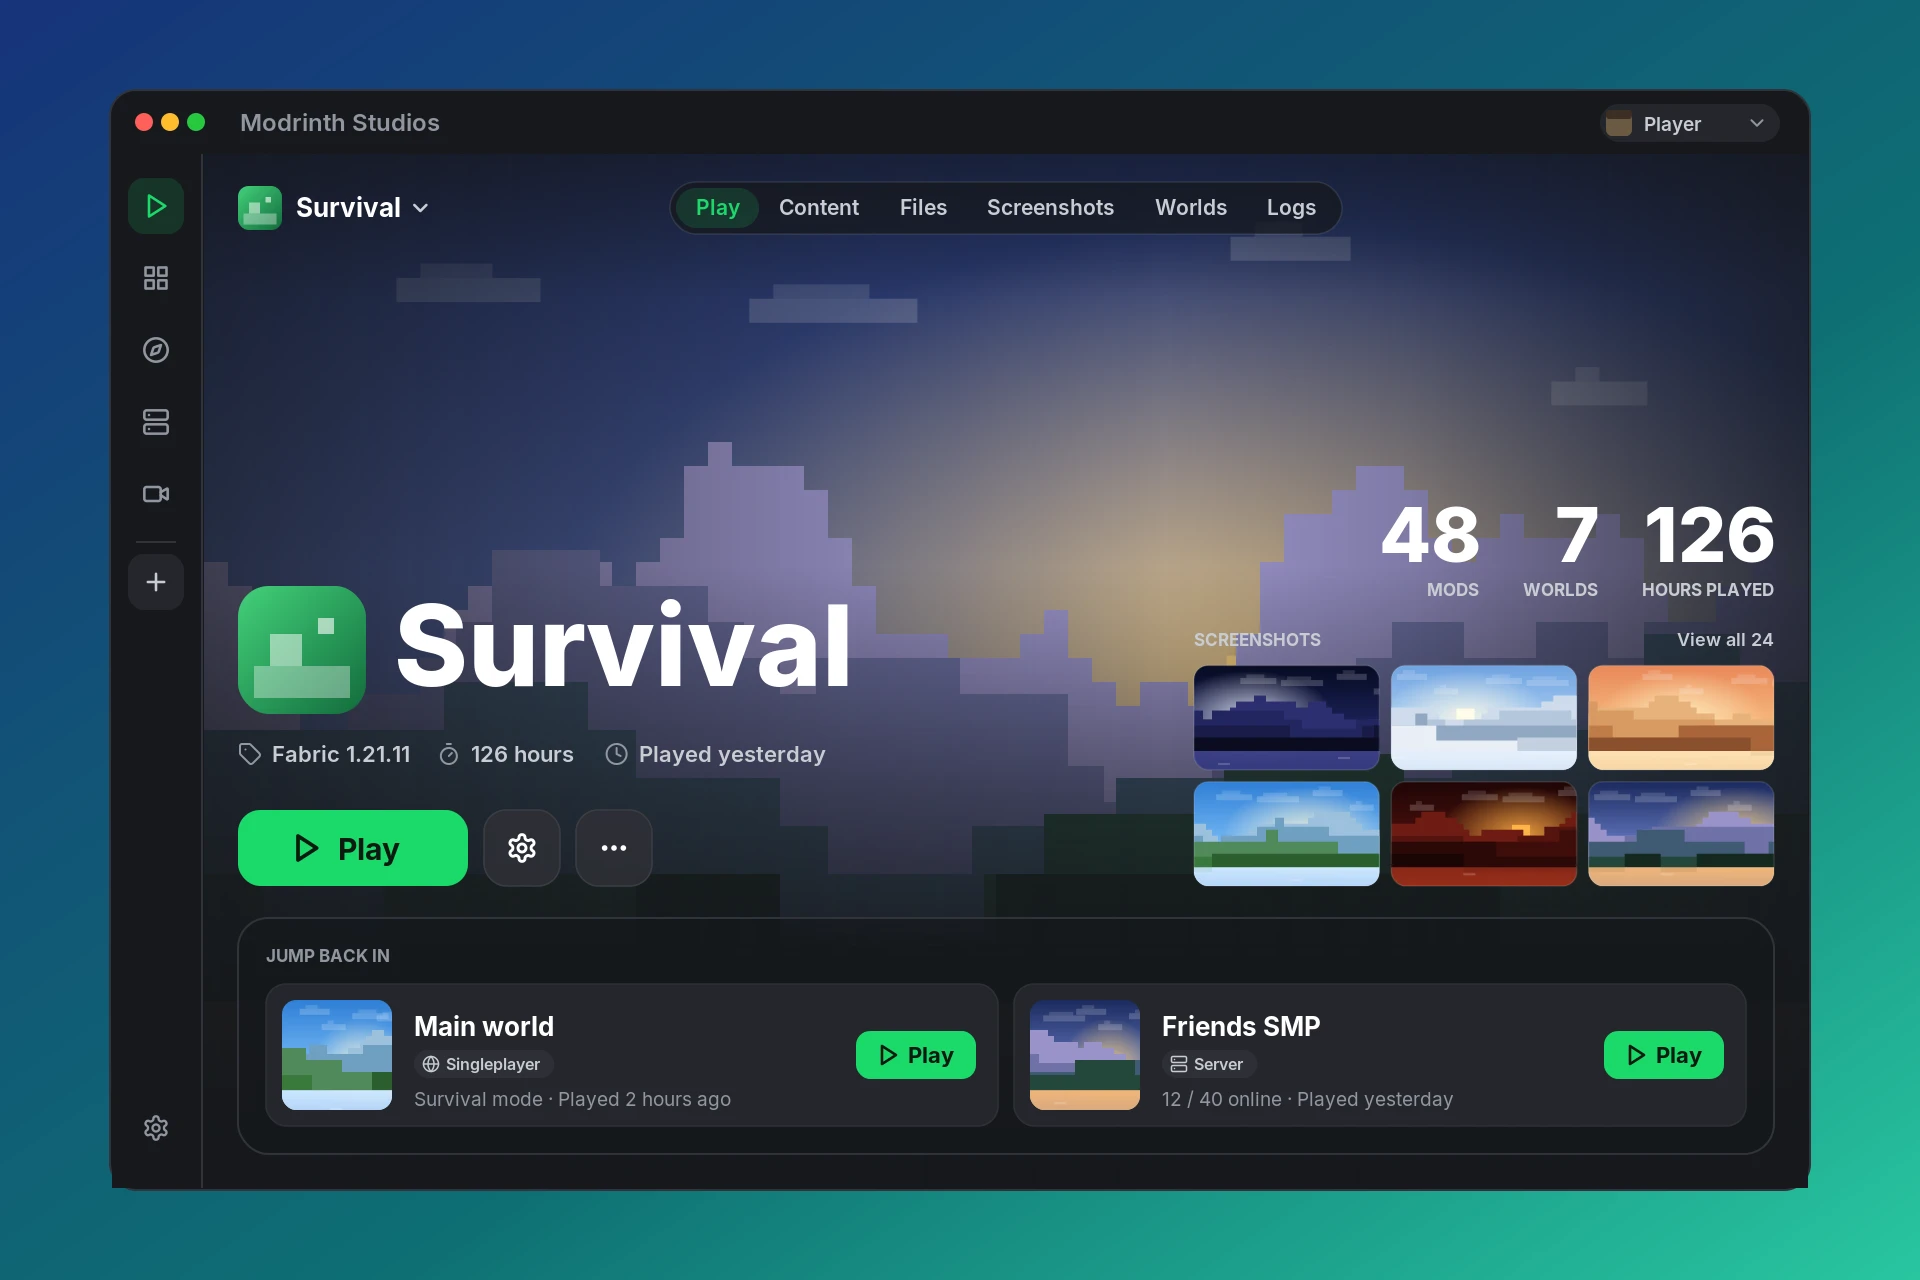 Modrinth Studios
Player
Survival
Play
Content
Files
Screenshots
Worlds
Logs
48
7
126
MODS
WORLDS
HOURS PLAYED
Survival
SCREENSHOTS
View all 24
Fabric 1.21.11
126 hours
Played yesterday
Play
JUMP BACK IN
Main world
Singleplayer
Survival mode · Played 2 hours ago
Play
Friends SMP
Server
12 / 40 online · Played yesterday
Play